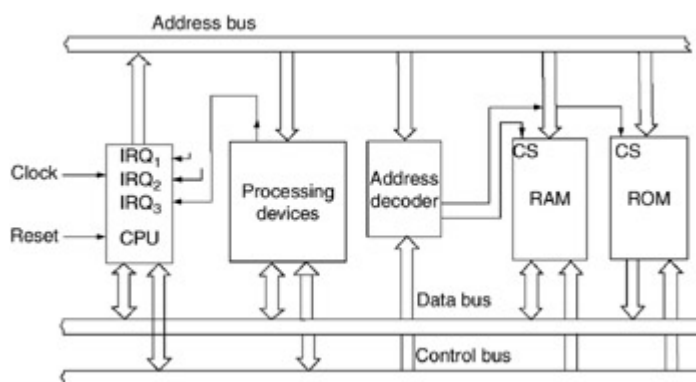 Address bus
Clock
Reset
IRQ1
IRQ2
IRQ3
CPU
Processing
devices
Address
decoder
CS
RAM
CS
ROM
Data bus
Control bus